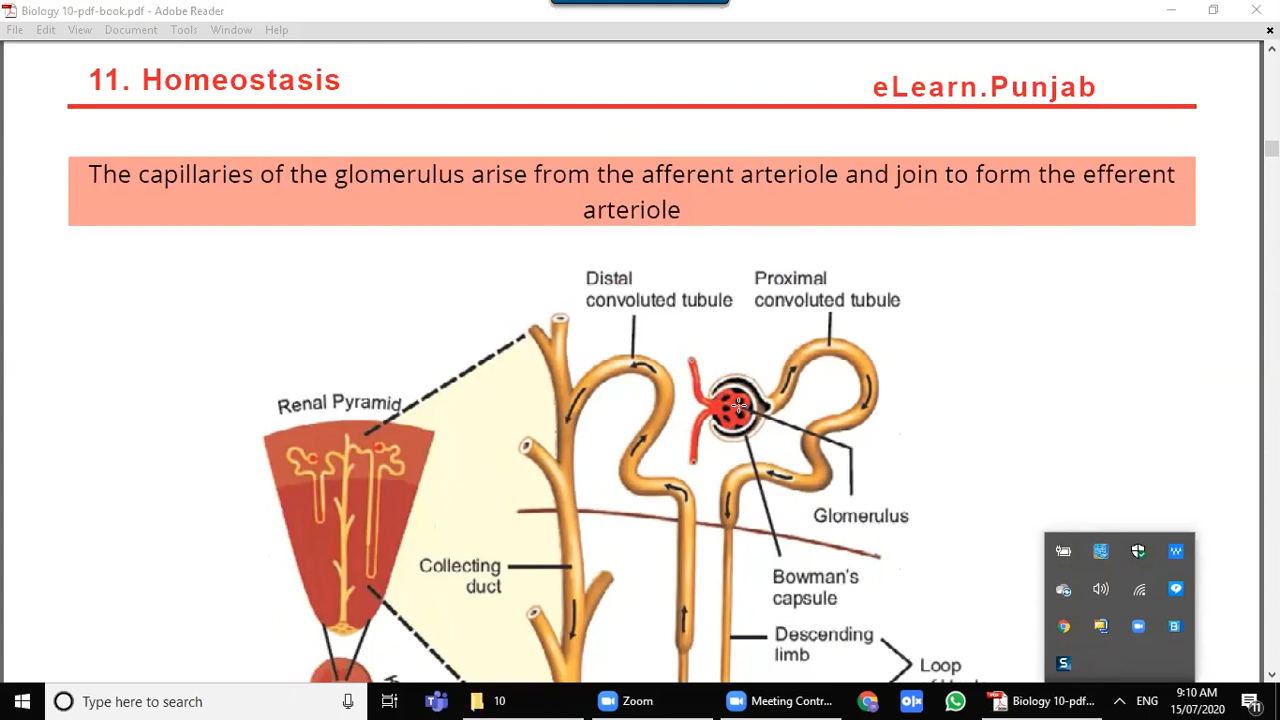 Biology 10-pdf-book.pdf - Adobe Reader
File Edit View Document Tools Window Help
11. Homeostasis
eLearn.Punjab
The capillaries of the glomerulus arise from the afferent arteriole and join to form the efferent
arteriole
Distal
convoluted tubule
Proximal
convoluted tubule
Renal Pyramid
Glomerulus
Collecting
duct
Bowman's
capsule
Descending
limb
Loop
Type here to search
10
Zoom
Meeting Contr...
Biology 10-pdf-...
ENG
9:10 AM
15/07/2020
11